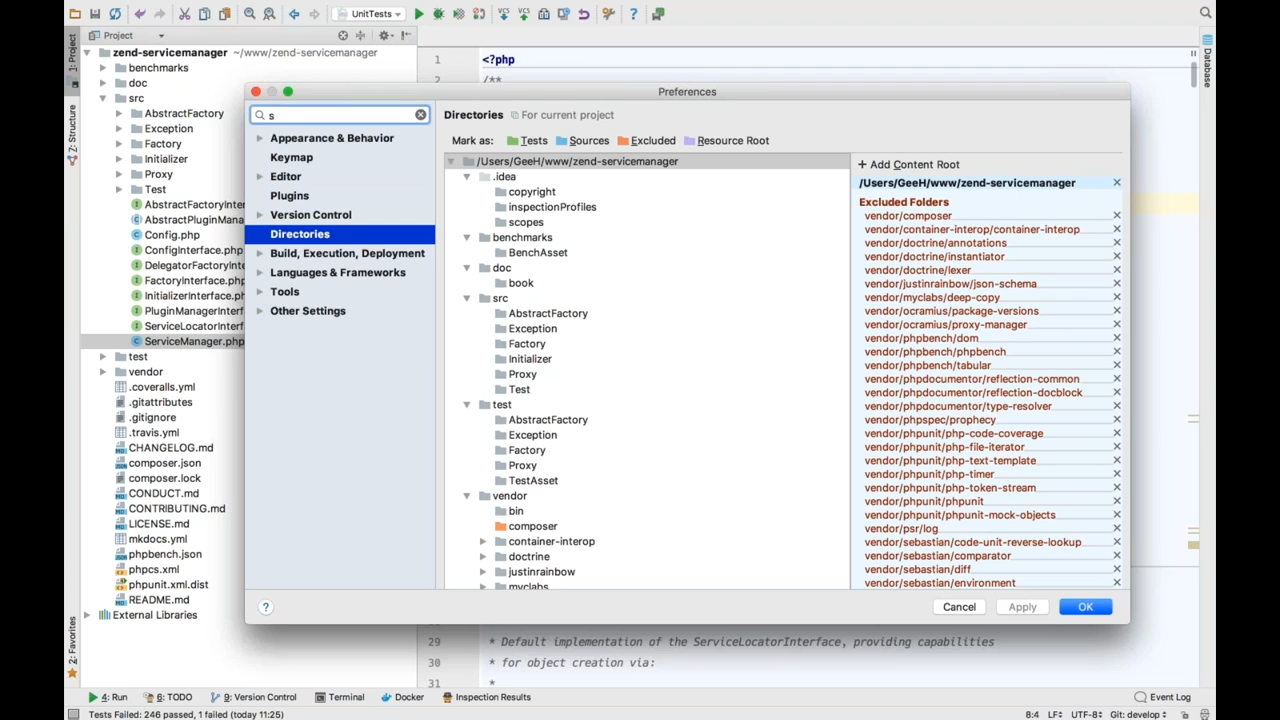 UnitTests
Project
zend-servicemanager ~/www/zend-servicemanager
benchmarks
doc
src
AbstractFactory
Exception
Factory
Initializer
Proxy
Test
AbstractFactoryInter
AbstractPluginMana
Config.php
ConfigInterface.php
DelegatorFactoryInte
FactoryInterface.php
InitializerInterface.ph
PluginManagerInterf
ServiceLocatorInterf
ServiceManager.php
test
vendor
.coveralls.yml
.gitattributes
.gitignore
.travis.yml
CHANGELOG.md
composer.json
composer.lock
CONDUCT.md
CONTRIBUTING.md
LICENSE.md
mkdocs.yml
phpbench.json
phpcs.xml
phpunit.xml.dist
README.md
External Libraries
1: Project
7: Structure
2: Favorites
Database
1 <?php
2 /**
Preferences
s
Appearance & Behavior
Keymap
Editor
Plugins
Version Control
Directories
Build, Execution, Deployment
Languages & Frameworks
Tools
Other Settings
Directories For current project
Mark as: Tests Sources Excluded Resource Root
/Users/GeeH/www/zend-servicemanager
.idea
copyright
inspectionProfiles
scopes
benchmarks
BenchAsset
doc
book
src
AbstractFactory
Exception
Factory
Initializer
Proxy
Test
test
AbstractFactory
Exception
Factory
Proxy
TestAsset
vendor
bin
composer
container-interop
doctrine
justinrainbow
myclabs
+ Add Content Root
/Users/GeeH/www/zend-servicemanager
Excluded Folders
vendor/composer
vendor/container-interop/container-interop
vendor/doctrine/annotations
vendor/doctrine/instantiator
vendor/doctrine/lexer
vendor/justinrainbow/json-schema
vendor/myclabs/deep-copy
vendor/ocramius/package-versions
vendor/ocramius/proxy-manager
vendor/phpbench/dom
vendor/phpbench/phpbench
vendor/phpbench/tabular
vendor/phpdocumentor/reflection-common
vendor/phpdocumentor/reflection-docblock
vendor/phpdocumentor/type-resolver
vendor/phpspec/prophecy
vendor/phpunit/php-code-coverage
vendor/phpunit/php-file-iterator
vendor/phpunit/php-text-template
vendor/phpunit/php-timer
vendor/phpunit/php-token-stream
vendor/phpunit/phpunit
vendor/phpunit/phpunit-mock-objects
vendor/psr/log
vendor/sebastian/code-unit-reverse-lookup
vendor/sebastian/comparator
vendor/sebastian/diff
vendor/sebastian/environment
? Cancel Apply OK
29 * Default implementation of the ServiceLocatorInterface, providing capabilities
30 * for object creation via:
31 *
4: Run 6: TODO 9: Version Control Terminal Docker Inspection Results Event Log
Tests Failed: 246 passed, 1 failed (today 11:25) 8:4 LF UTF-8 Git: develop